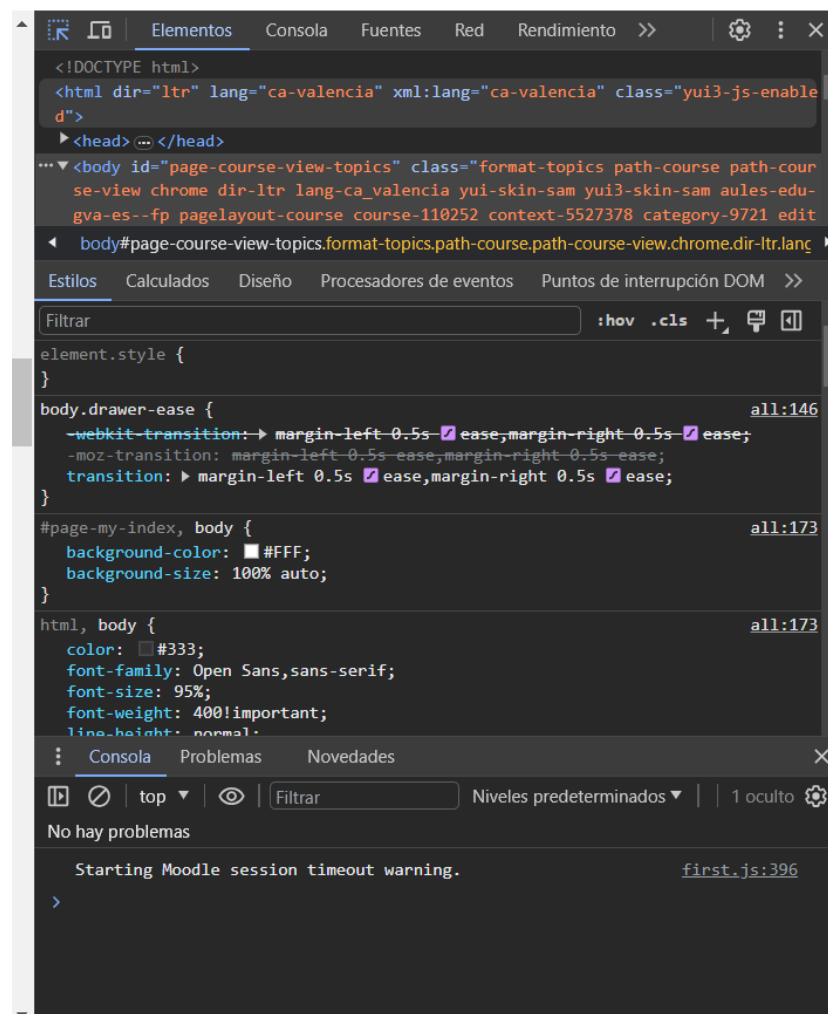 Elementos Consola Fuentes Red Rendimiento >>
<!DOCTYPE html>
<html dir="ltr" lang="ca-valencia" xml:lang="ca-valencia" class="yui3-js-enable
d">
<head> … </head>
… <body id="page-course-view-topics" class="format-topics path-course path-cour
se-view chrome dir-ltr lang-ca_valencia yui-skin-sam yui3-skin-sam aules-edu-
gva-es--fp pagelayout-course course-110252 context-5527378 category-9721 edit
body#page-course-view-topics.format-topics.path-course.path-course-view.chrome.dir-ltr.lang
Estilos Calculados Diseño Procesadores de eventos Puntos de interrupción DOM >>
Filtrar :hov .cls
element.style {
}
body.drawer-ease { all:146
-webkit-transition: margin-left 0.5s ease,margin-right 0.5s ease;
-moz-transition: margin-left 0.5s ease,margin-right 0.5s ease;
transition: margin-left 0.5s ease,margin-right 0.5s ease;
}
#page-my-index, body { all:173
background-color: #FFF;
background-size: 100% auto;
}
html, body { all:173
color: #333;
font-family: Open Sans,sans-serif;
font-size: 95%;
font-weight: 400!important;
line-height: normal;
Consola Problemas Novedades
top Filtrar Niveles predeterminados 1 oculto
No hay problemas
Starting Moodle session timeout warning. first.js:396
>